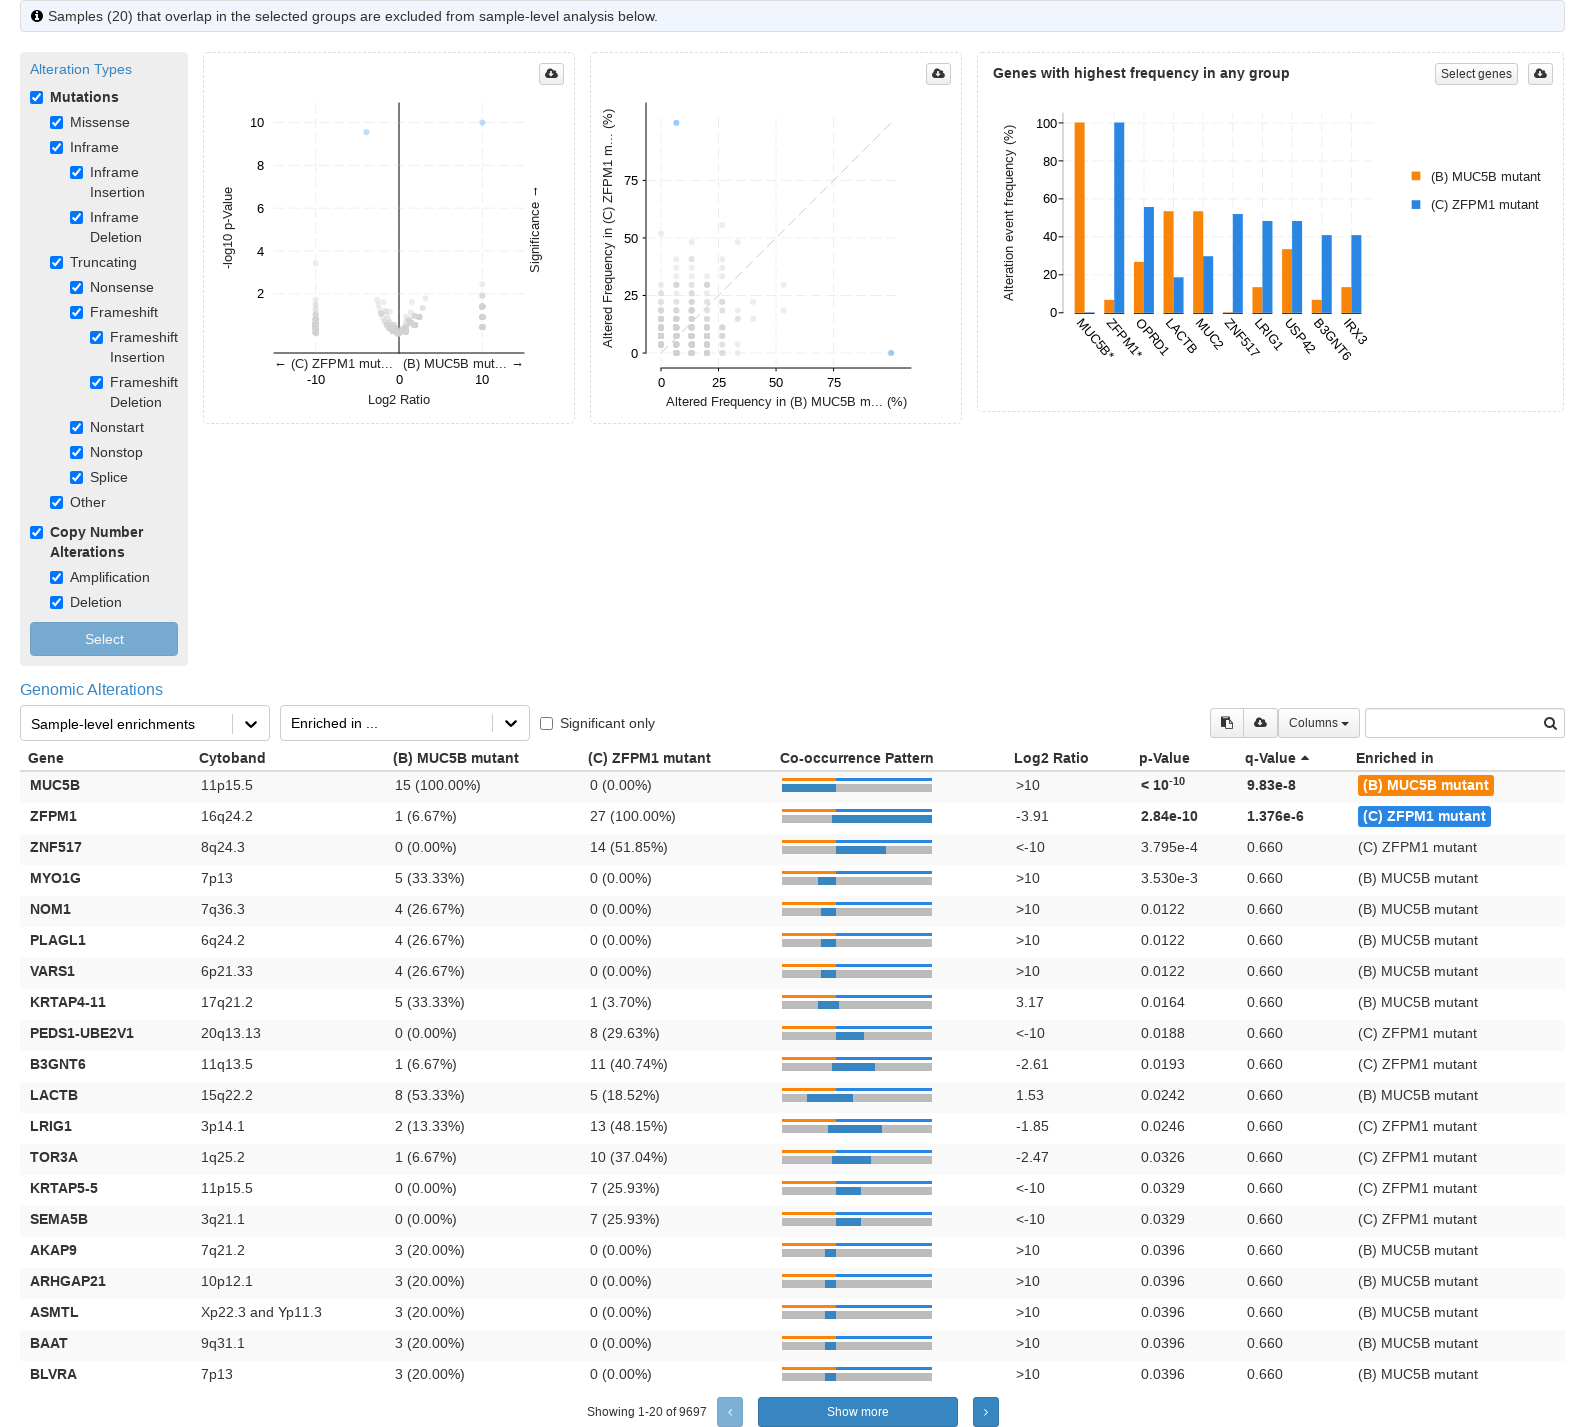 Samples (20) that overlap in the selected groups are excluded from sample-level analysis below.
Alteration Types
Mutations
Missense
Inframe
Inframe
Insertion
Inframe
Deletion
Truncating
Nonsense
Frameshift
Frameshift
Insertion
Frameshift
Deletion
Nonstart
Nonstop
Splice
Other
Copy Number
Alterations
Amplification
Deletion
Select
10
8
6
4
2
-log10 p-Value
Significance →
← (C) ZFPM1 mut... (B) MUC5B mut... →
-10 0 10
Log2 Ratio
Altered Frequency in (C) ZFPM1 m... (%)
75
50
25
0
0 25 50 75
Altered Frequency in (B) MUC5B m... (%)
Genes with highest frequency in any group
Select genes
Alteration event frequency (%)
100
80
60
40
20
0
MUC5B*
ZFPM1*
OPRD1
LACTB
MUC2
ZNF517
LRIG1
USP42
B3GNT6
IRX3
(B) MUC5B mutant
(C) ZFPM1 mutant
Genomic Alterations
Sample-level enrichments Enriched in ... Significant only Columns
Gene Cytoband (B) MUC5B mutant (C) ZFPM1 mutant Co-occurrence Pattern Log2 Ratio p-Value q-Value Enriched in
MUC5B 11p15.5 15 (100.00%) 0 (0.00%) >10 < 10-10 9.83e-8 (B) MUC5B mutant
ZFPM1 16q24.2 1 (6.67%) 27 (100.00%) -3.91 2.84e-10 1.376e-6 (C) ZFPM1 mutant
ZNF517 8q24.3 0 (0.00%) 14 (51.85%) <-10 3.795e-4 0.660 (C) ZFPM1 mutant
MYO1G 7p13 5 (33.33%) 0 (0.00%) >10 3.530e-3 0.660 (B) MUC5B mutant
NOM1 7q36.3 4 (26.67%) 0 (0.00%) >10 0.0122 0.660 (B) MUC5B mutant
PLAGL1 6q24.2 4 (26.67%) 0 (0.00%) >10 0.0122 0.660 (B) MUC5B mutant
VARS1 6p21.33 4 (26.67%) 0 (0.00%) >10 0.0122 0.660 (B) MUC5B mutant
KRTAP4-11 17q21.2 5 (33.33%) 1 (3.70%) 3.17 0.0164 0.660 (B) MUC5B mutant
PEDS1-UBE2V1 20q13.13 0 (0.00%) 8 (29.63%) <-10 0.0188 0.660 (C) ZFPM1 mutant
B3GNT6 11q13.5 1 (6.67%) 11 (40.74%) -2.61 0.0193 0.660 (C) ZFPM1 mutant
LACTB 15q22.2 8 (53.33%) 5 (18.52%) 1.53 0.0242 0.660 (B) MUC5B mutant
LRIG1 3p14.1 2 (13.33%) 13 (48.15%) -1.85 0.0246 0.660 (C) ZFPM1 mutant
TOR3A 1q25.2 1 (6.67%) 10 (37.04%) -2.47 0.0326 0.660 (C) ZFPM1 mutant
KRTAP5-5 11p15.5 0 (0.00%) 7 (25.93%) <-10 0.0329 0.660 (C) ZFPM1 mutant
SEMA5B 3q21.1 0 (0.00%) 7 (25.93%) <-10 0.0329 0.660 (C) ZFPM1 mutant
AKAP9 7q21.2 3 (20.00%) 0 (0.00%) >10 0.0396 0.660 (B) MUC5B mutant
ARHGAP21 10p12.1 3 (20.00%) 0 (0.00%) >10 0.0396 0.660 (B) MUC5B mutant
ASMTL Xp22.3 and Yp11.3 3 (20.00%) 0 (0.00%) >10 0.0396 0.660 (B) MUC5B mutant
BAAT 9q31.1 3 (20.00%) 0 (0.00%) >10 0.0396 0.660 (B) MUC5B mutant
BLVRA 7p13 3 (20.00%) 0 (0.00%) >10 0.0396 0.660 (B) MUC5B mutant
Showing 1-20 of 9697 ‹ Show more ›